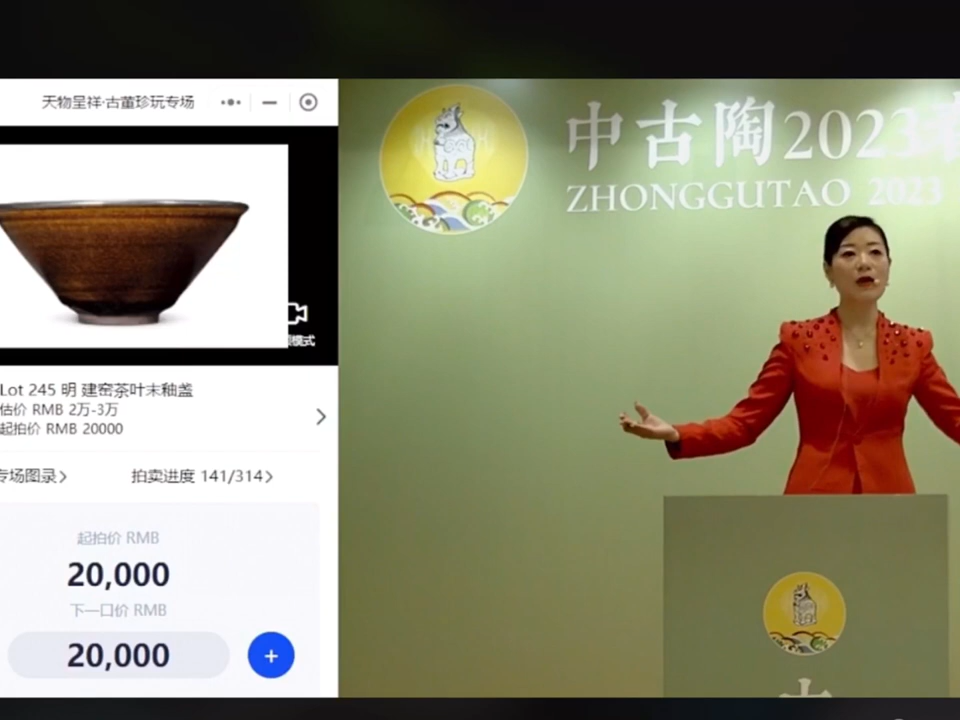 天物呈祥·古董珍玩专场
模式
Lot 245 明 建窑茶叶末釉盏
估价 RMB 2万-3万
起拍价 RMB 20000
专场图录
拍卖进度 141/314
起拍价 RMB
20,000
下一口价 RMB
20,000
+
中古陶2023春
ZHONGGUTAO 2023